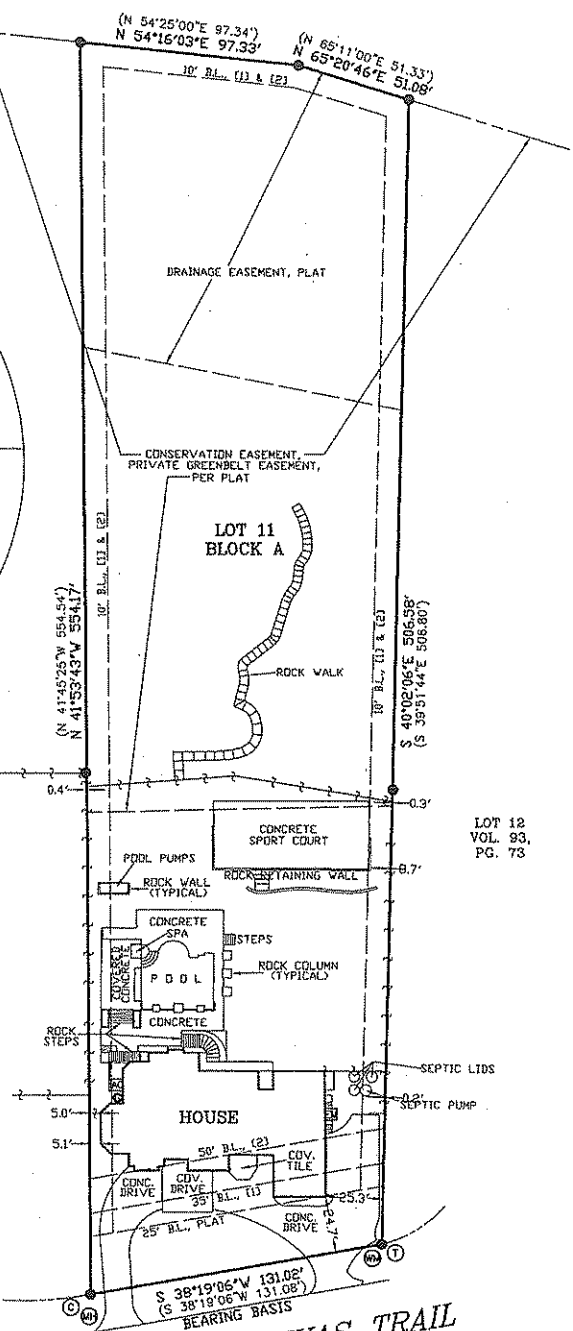 (N 54°25'00"E 97.34')
N 54°16'03"E 97.33'
(N 65°11'00"E 51.33')
N 65°20'46"E 51.08'
10' B.L., (1) & (2)
DRAINAGE EASEMENT, PLAT
CONSERVATION EASEMENT,
PRIVATE GREENBELT EASEMENT,
PER PLAT
LOT 11
BLOCK A
10' B.L., (1) & (2)
(N 41°45'25"W 554.54')
N 41°53'43"W 554.17'
10' B.L., (1) & (2)
S 40°02'06"E 506.58'
(S 39°51'44"E 508.80')
ROCK WALK
0.4'
0.3'
CONCRETE
SPORT COURT
LOT 12
VOL. 93,
PG. 73
0.7'
POOL PUMPS
ROCK RETAINING WALL
ROCK WALL
(TYPICAL)
CONCRETE
SPA
STEPS
COVERED
CONCRETE
POOL
ROCK COLUMN
(TYPICAL)
CONCRETE
ROCK
STEPS
SEPTIC LIDS
AC
0.2'
SEPTIC PUMP
5.0'
HOUSE
5.1'
50' B.L., (2)
COV.
TILE
CONC.
DRIVE
COV.
DRIVE
35' B.L., (1)
25.3'
25' B.L., PLAT
CONC.
DRIVE
24.7'
WM
T
C
MH
S 38°19'06"W 131.02'
(S 38°19'06"W 131.08')
BEARING BASIS
TRAIL